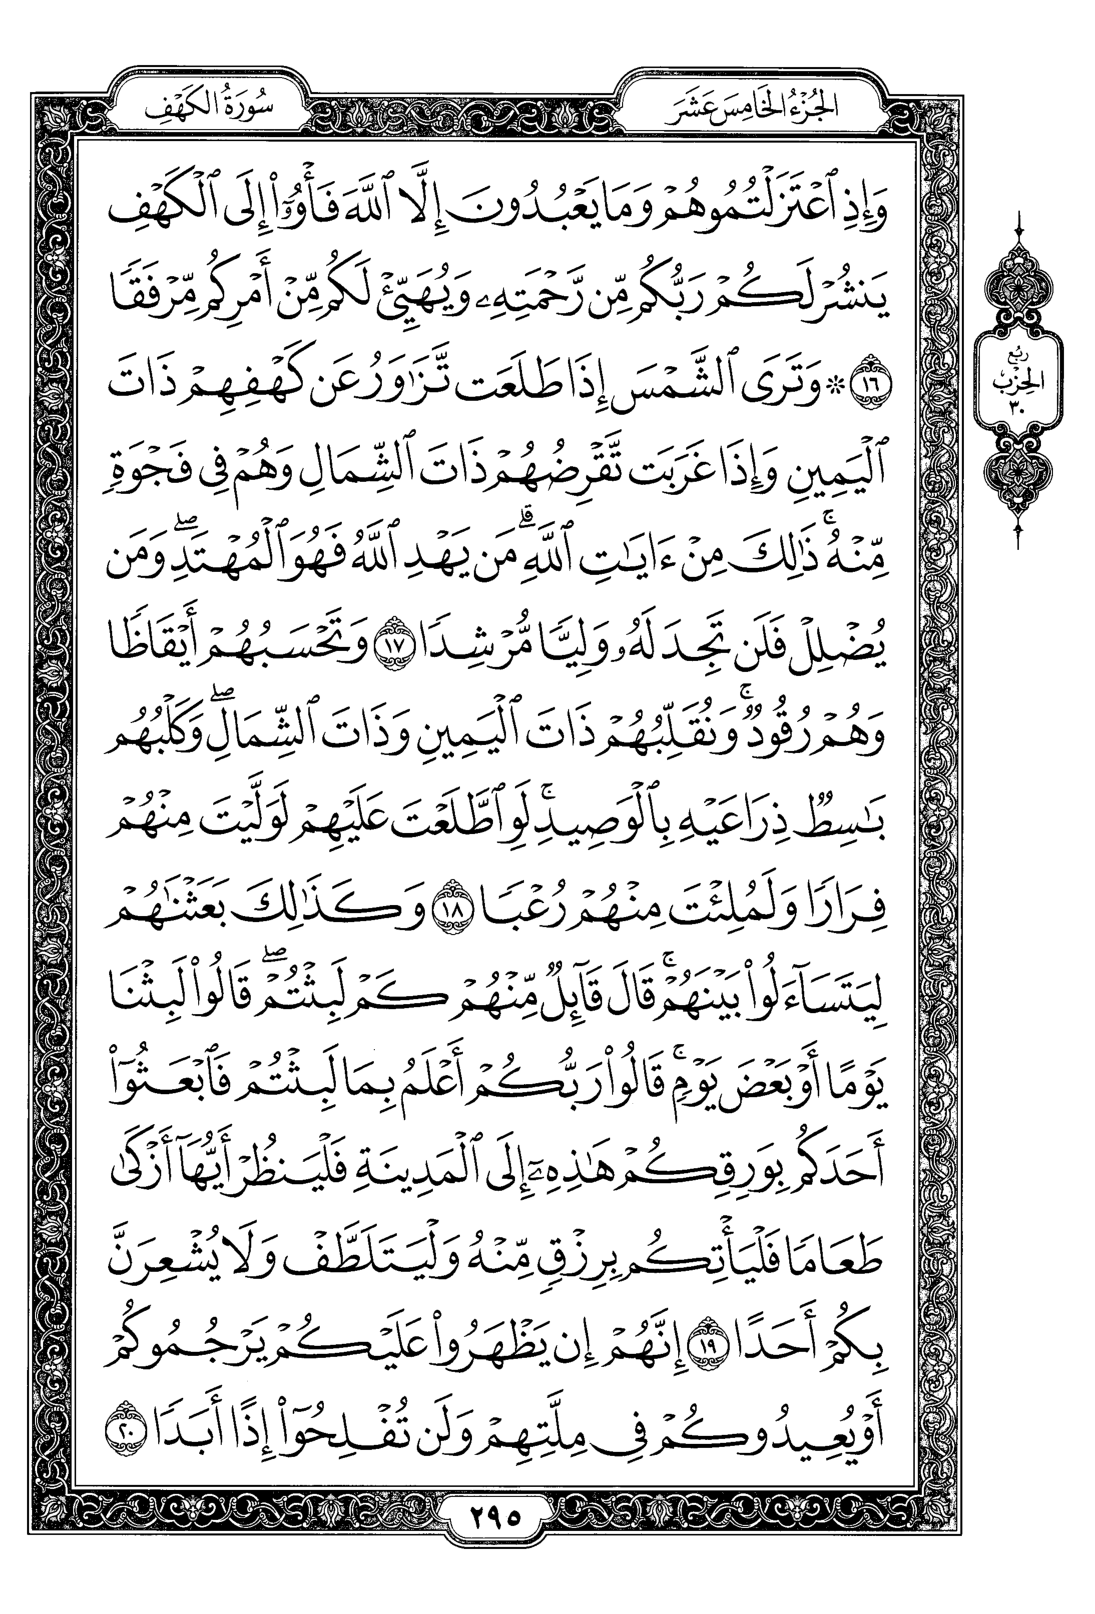 الجُزْءُ الخَامِسَ عَشَرَ
سُورَةُ الكَهْفِ
وَإِذِ ٱعْتَزَلْتُمُوهُمْ وَمَا يَعْبُدُونَ إِلَّا ٱللَّهَ فَأْوُۥٓا۟ إِلَى ٱلْكَهْفِ
يَنشُرْ لَكُمْ رَبُّكُم مِّن رَّحْمَتِهِۦ وَيُهَيِّئْ لَكُم مِّنْ أَمْرِكُم مِّرْفَقًا
١٦ ۞ وَتَرَى ٱلشَّمْسَ إِذَا طَلَعَت تَّزَٰوَرُ عَن كَهْفِهِمْ ذَاتَ
ٱلْيَمِينِ وَإِذَا غَرَبَت تَّقْرِضُهُمْ ذَاتَ ٱلشِّمَالِ وَهُمْ فِى فَجْوَةٍ
مِّنْهُ ۚ ذَٰلِكَ مِنْ ءَايَٰتِ ٱللَّهِ ۗ مَن يَهْدِ ٱللَّهُ فَهُوَ ٱلْمُهْتَدِ ۖ وَمَن
يُضْلِلْ فَلَن تَجِدَ لَهُۥ وَلِيًّا مُّرْشِدًا ١٧ وَتَحْسَبُهُمْ أَيْقَاظًا
وَهُمْ رُقُودٌ ۚ وَنُقَلِّبُهُمْ ذَاتَ ٱلْيَمِينِ وَذَاتَ ٱلشِّمَالِ ۖ وَكَلْبُهُم
بَٰسِطٌ ذِرَاعَيْهِ بِٱلْوَصِيدِ ۚ لَوِ ٱطَّلَعْتَ عَلَيْهِمْ لَوَلَّيْتَ مِنْهُمْ
فِرَارًا وَلَمُلِئْتَ مِنْهُمْ رُعْبًا ١٨ وَكَذَٰلِكَ بَعَثْنَٰهُمْ
لِيَتَسَآءَلُوا۟ بَيْنَهُمْ ۚ قَالَ قَآئِلٌ مِّنْهُمْ كَمْ لَبِثْتُمْ ۖ قَالُوا۟ لَبِثْنَا
يَوْمًا أَوْ بَعْضَ يَوْمٍ ۚ قَالُوا۟ رَبُّكُمْ أَعْلَمُ بِمَا لَبِثْتُمْ فَٱبْعَثُوٓا۟
أَحَدَكُم بِوَرِقِكُمْ هَٰذِهِۦٓ إِلَى ٱلْمَدِينَةِ فَلْيَنظُرْ أَيُّهَآ أَزْكَىٰ
طَعَامًا فَلْيَأْتِكُم بِرِزْقٍ مِّنْهُ وَلْيَتَلَطَّفْ وَلَا يُشْعِرَنَّ
بِكُمْ أَحَدًا ١٩ إِنَّهُمْ إِن يَظْهَرُوا۟ عَلَيْكُمْ يَرْجُمُوكُمْ
أَوْ يُعِيدُوكُمْ فِى مِلَّتِهِمْ وَلَن تُفْلِحُوٓا۟ إِذًا أَبَدًا ٢٠
رُبْع
الحِزْب
٣٠
٢٩٥